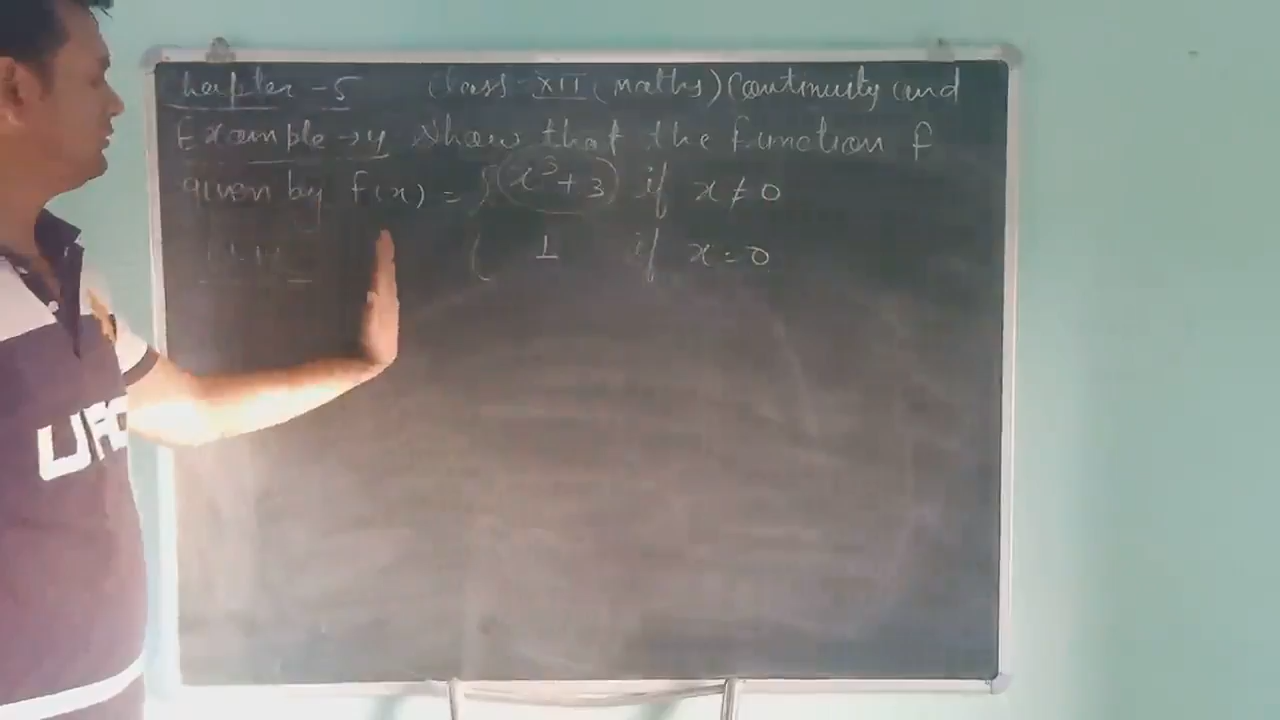 Chapter - 5 Class - XII (Maths) Continuity and
Example → 4 Show that the function f
given by f(x) = { x³ + 3 if x ≠ 0
1 if x = 0